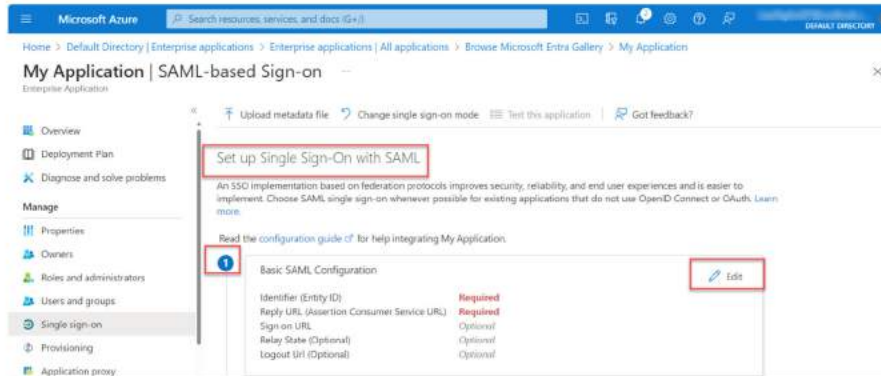 Microsoft Azure
Search resources, services, and docs (G+/)
DEFAULT DIRECTORY
Home > Default Directory | Enterprise applications > Enterprise applications | All applications > Browse Microsoft Entra Gallery > My Application
My Application | SAML-based Sign-on ...
Enterprise Application
Upload metadata file Change single sign-on mode Test this application Got feedback?
Overview
Deployment Plan
Diagnose and solve problems
Manage
Properties
Owners
Roles and administrators
Users and groups
Single sign-on
Provisioning
Application proxy
Set up Single Sign-On with SAML
An SSO implementation based on federation protocols improves security, reliability, and end user experiences and is easier to
implement. Choose SAML single sign-on whenever possible for existing applications that do not use OpenID Connect or OAuth. Learn
more.
Read the configuration guide for help integrating My Application.
1
Basic SAML Configuration
Edit
Identifier (Entity ID) Required
Reply URL (Assertion Consumer Service URL) Required
Sign on URL Optional
Relay State (Optional) Optional
Logout Url (Optional) Optional